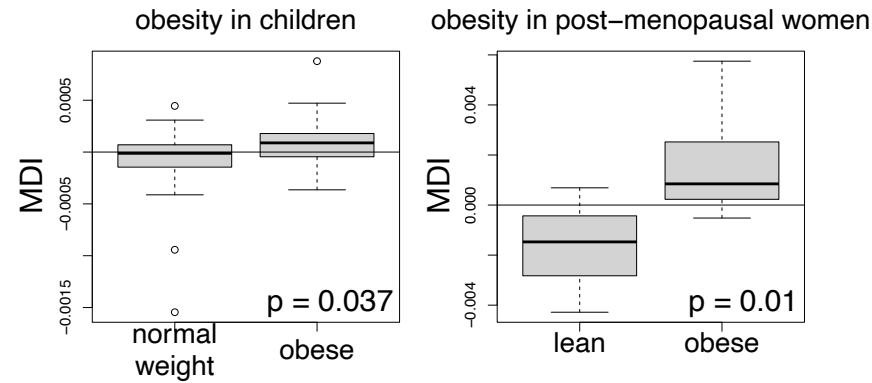 obesity in children
MDI
0.0005
−0.0005
−0.0015
p = 0.037
normal
weight
obese
obesity in post−menopausal women
MDI
0.004
0.000
−0.004
p = 0.01
lean
obese